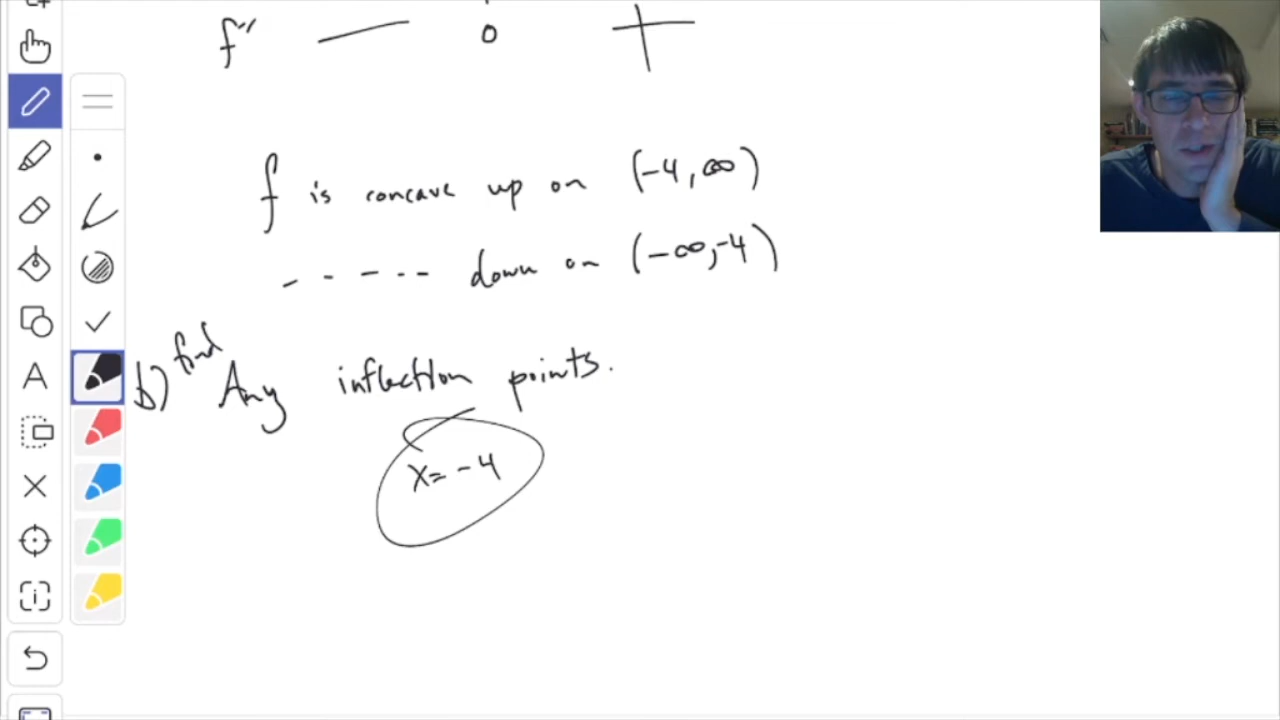 f" — 0 +
f is concave up on (-4, ∞)
- - - - - down on (-∞, -4)
b) find Any inflection points.
x = -4